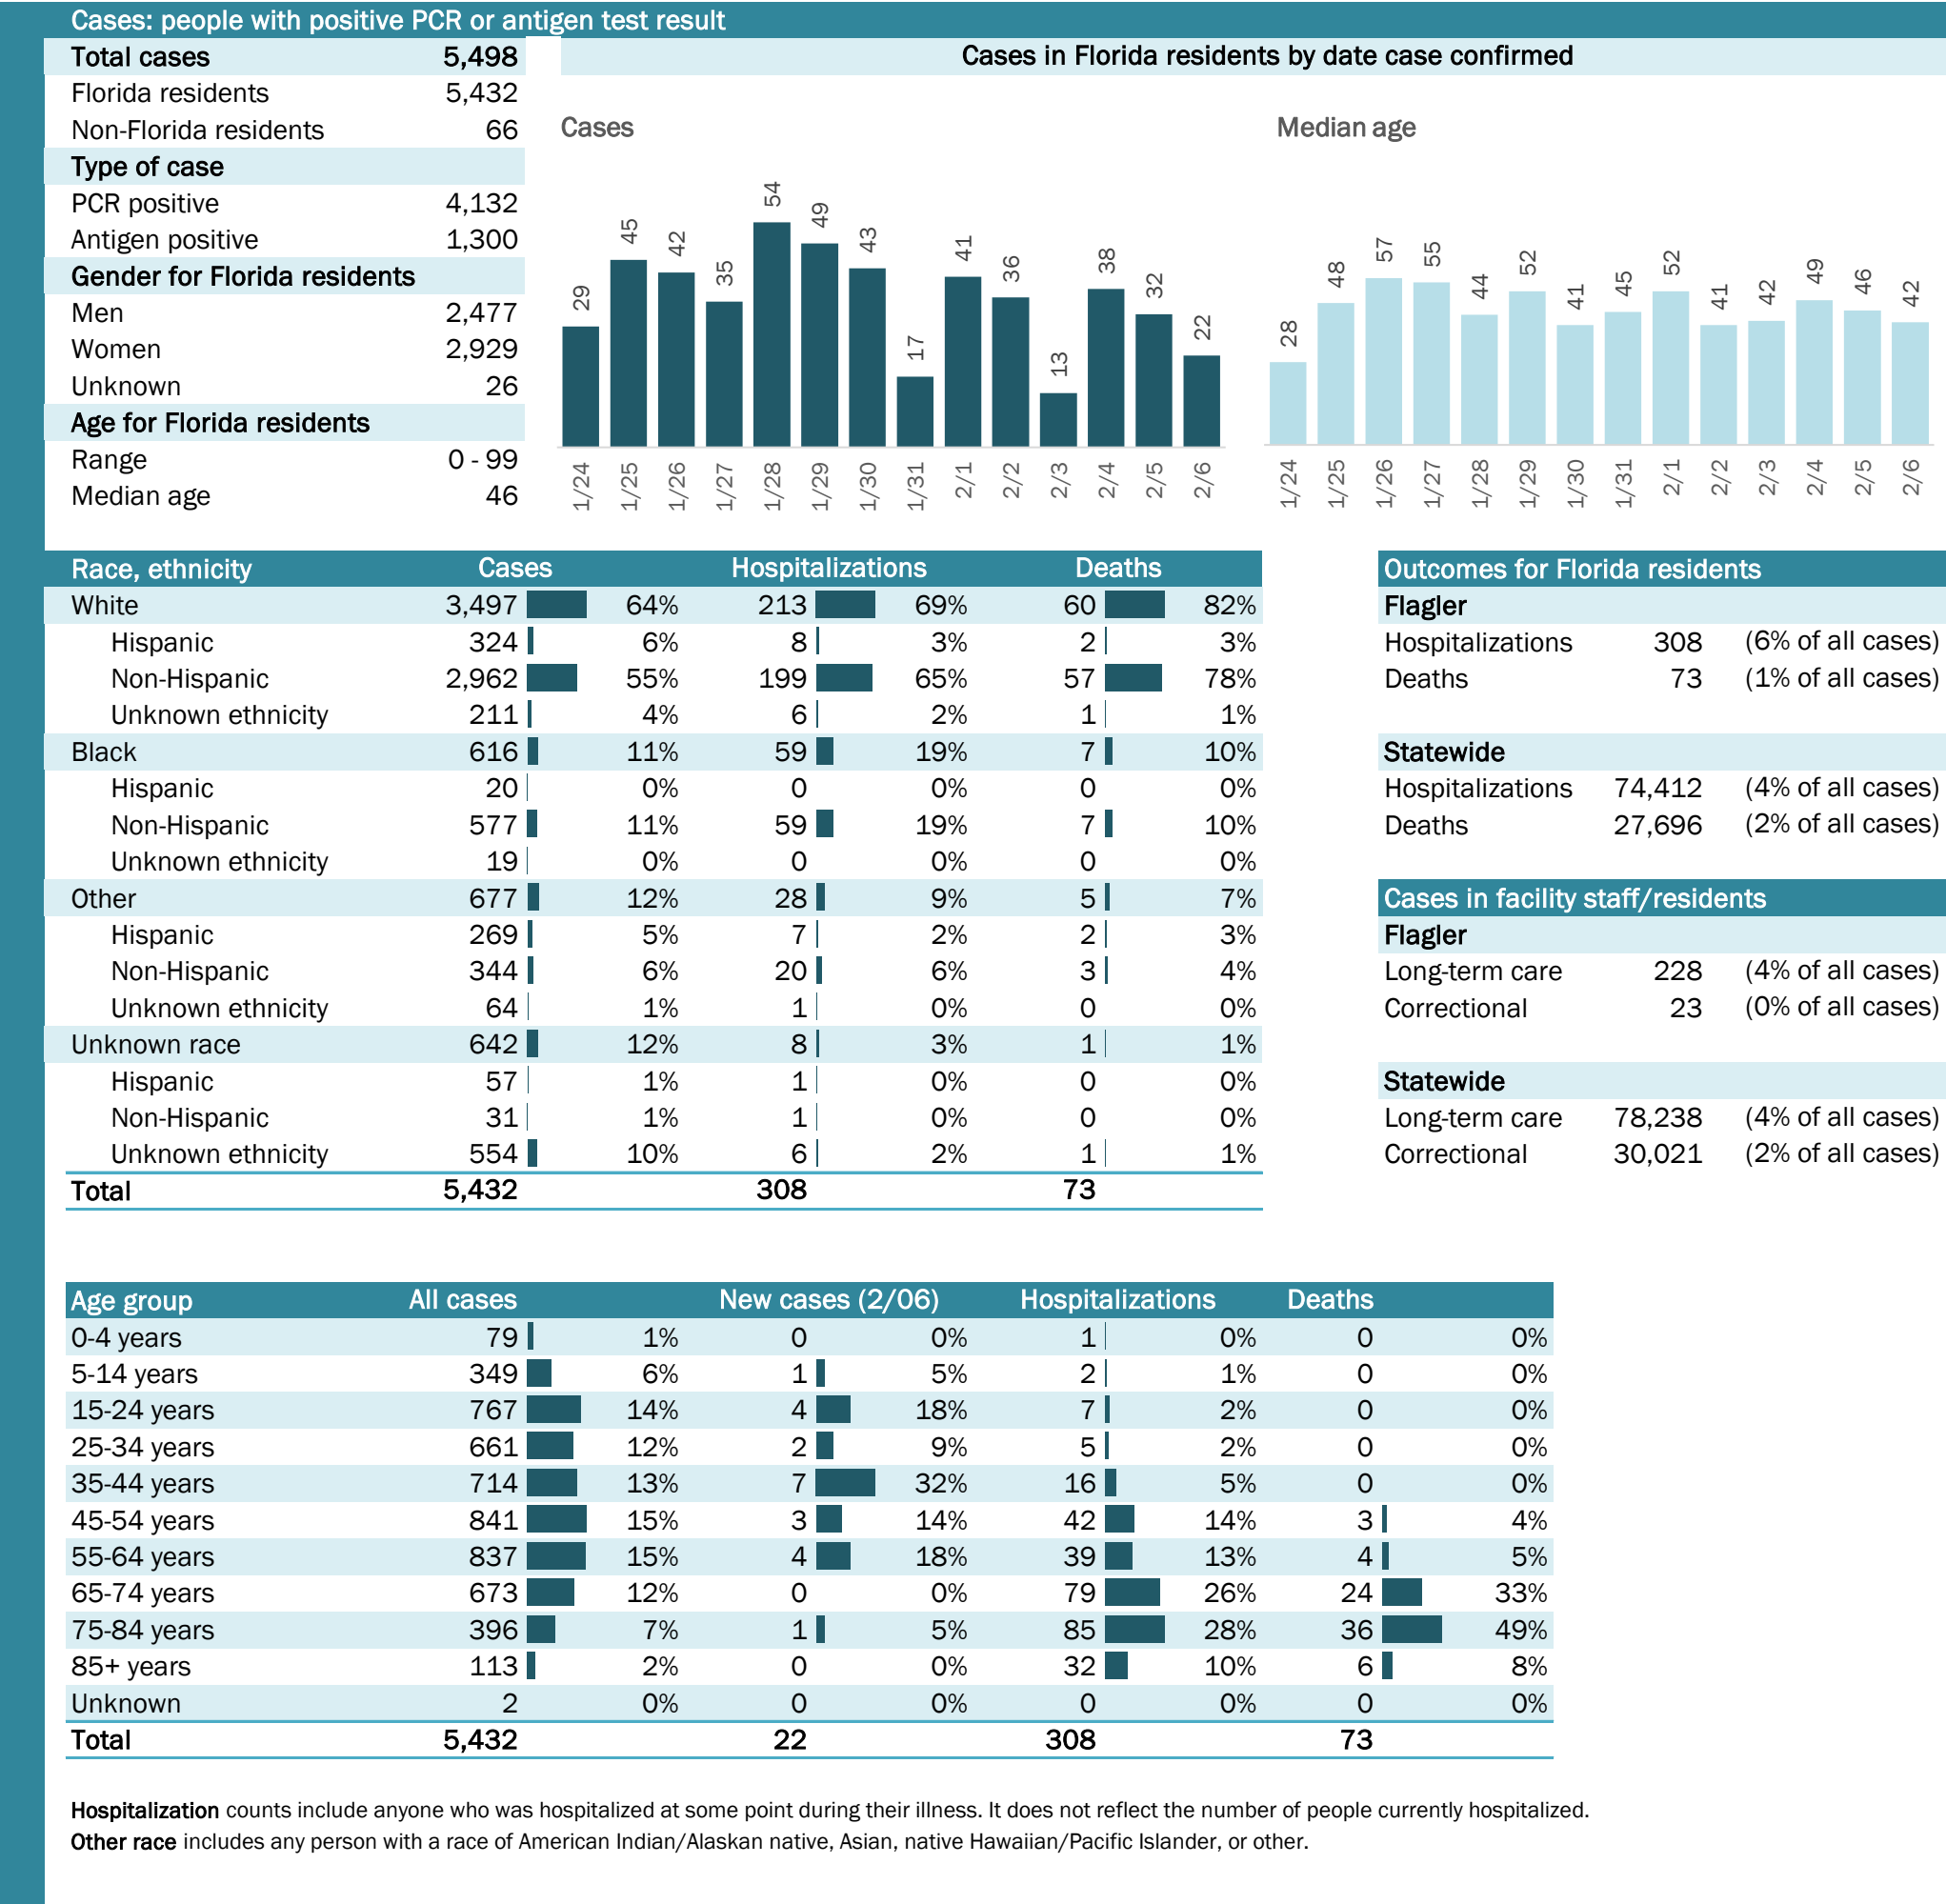 Cases: people with positive PCR or antigen test result
Total cases 5,498
Florida residents 5,432
Non-Florida residents 66
Type of case
PCR positive 4,132
Antigen positive 1,300
Gender for Florida residents
Men 2,477
Women 2,929
Unknown 26
Age for Florida residents
Range 0 - 99
Median age 46
Cases in Florida residents by date case confirmed
Cases
29 45 42 35 54 49 43 17 41 36 13 38 32 22
1/24 1/25 1/26 1/27 1/28 1/29 1/30 1/31 2/1 2/2 2/3 2/4 2/5 2/6
Median age
28 48 57 55 44 52 41 45 52 41 42 49 46 42
1/24 1/25 1/26 1/27 1/28 1/29 1/30 1/31 2/1 2/2 2/3 2/4 2/5 2/6
Race, ethnicity Cases Hospitalizations Deaths
White 3,497 64% 213 69% 60 82%
Hispanic 324 6% 8 3% 2 3%
Non-Hispanic 2,962 55% 199 65% 57 78%
Unknown ethnicity 211 4% 6 2% 1 1%
Black 616 11% 59 19% 7 10%
Hispanic 20 0% 0 0% 0 0%
Non-Hispanic 577 11% 59 19% 7 10%
Unknown ethnicity 19 0% 0 0% 0 0%
Other 677 12% 28 9% 5 7%
Hispanic 269 5% 7 2% 2 3%
Non-Hispanic 344 6% 20 6% 3 4%
Unknown ethnicity 64 1% 1 0% 0 0%
Unknown race 642 12% 8 3% 1 1%
Hispanic 57 1% 1 0% 0 0%
Non-Hispanic 31 1% 1 0% 0 0%
Unknown ethnicity 554 10% 6 2% 1 1%
Total 5,432 308 73
Outcomes for Florida residents
Flagler
Hospitalizations 308 (6% of all cases)
Deaths 73 (1% of all cases)
Statewide
Hospitalizations 74,412 (4% of all cases)
Deaths 27,696 (2% of all cases)
Cases in facility staff/residents
Flagler
Long-term care 228 (4% of all cases)
Correctional 23 (0% of all cases)
Statewide
Long-term care 78,238 (4% of all cases)
Correctional 30,021 (2% of all cases)
Age group All cases New cases (2/06) Hospitalizations Deaths
0-4 years 79 1% 0 0% 1 0% 0 0%
5-14 years 349 6% 1 5% 2 1% 0 0%
15-24 years 767 14% 4 18% 7 2% 0 0%
25-34 years 661 12% 2 9% 5 2% 0 0%
35-44 years 714 13% 7 32% 16 5% 0 0%
45-54 years 841 15% 3 14% 42 14% 3 4%
55-64 years 837 15% 4 18% 39 13% 4 5%
65-74 years 673 12% 0 0% 79 26% 24 33%
75-84 years 396 7% 1 5% 85 28% 36 49%
85+ years 113 2% 0 0% 32 10% 6 8%
Unknown 2 0% 0 0% 0 0% 0 0%
Total 5,432 22 308 73
Hospitalization counts include anyone who was hospitalized at some point during their illness. It does not reflect the number of people currently hospitalized.
Other race includes any person with a race of American Indian/Alaskan native, Asian, native Hawaiian/Pacific Islander, or other.